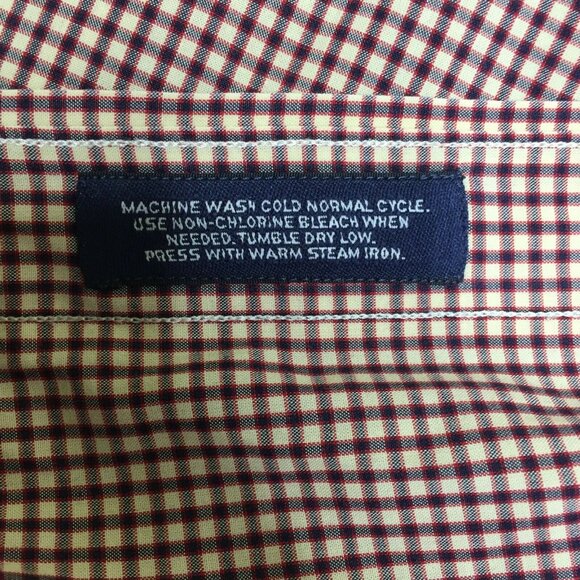 MACHINE WASH COLD NORMAL CYCLE.
USE NON-CHLORINE BLEACH WHEN
NEEDED. TUMBLE DRY LOW.
PRESS WITH WARM STEAM IRON.